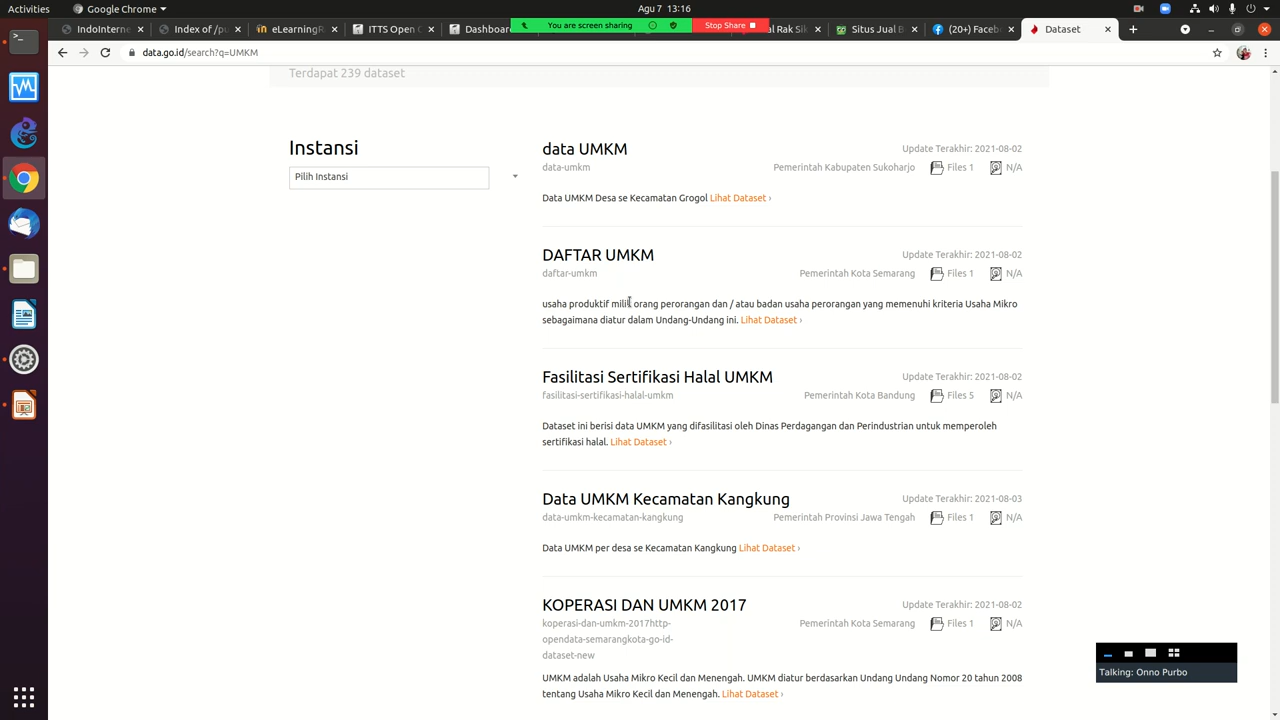 Activities
Google Chrome
Agu 7 13:16
IndoInterne
Index of /pu
eLearningR
ITTS Open C
Dashboar
You are screen sharing
Stop Share
al Rak Sik
Situs Jual B
(20+) Faceb
Dataset
data.go.id/search?q=UMKM
Terdapat 239 dataset
Instansi
Pilih Instansi
data UMKM
Update Terakhir: 2021-08-02
data-umkm
Pemerintah Kabupaten Sukoharjo
Files 1
N/A
Data UMKM Desa se Kecamatan Grogol Lihat Dataset ›
DAFTAR UMKM
Update Terakhir: 2021-08-02
daftar-umkm
Pemerintah Kota Semarang
Files 1
N/A
usaha produktif milik orang perorangan dan / atau badan usaha perorangan yang memenuhi kriteria Usaha Mikro
sebagaimana diatur dalam Undang-Undang ini. Lihat Dataset ›
Fasilitasi Sertifikasi Halal UMKM
Update Terakhir: 2021-08-02
fasilitasi-sertifikasi-halal-umkm
Pemerintah Kota Bandung
Files 5
N/A
Dataset ini berisi data UMKM yang difasilitasi oleh Dinas Perdagangan dan Perindustrian untuk memperoleh
sertifikasi halal. Lihat Dataset ›
Data UMKM Kecamatan Kangkung
Update Terakhir: 2021-08-03
data-umkm-kecamatan-kangkung
Pemerintah Provinsi Jawa Tengah
Files 1
N/A
Data UMKM per desa se Kecamatan Kangkung Lihat Dataset ›
KOPERASI DAN UMKM 2017
Update Terakhir: 2021-08-02
koperasi-dan-umkm-2017http-
opendata-semarangkota-go-id-
dataset-new
Pemerintah Kota Semarang
Files 1
N/A
UMKM adalah Usaha Mikro Kecil dan Menengah. UMKM diatur berdasarkan Undang Undang Nomor 20 tahun 2008
tentang Usaha Mikro Kecil dan Menengah. Lihat Dataset ›
Talking: Onno Purbo